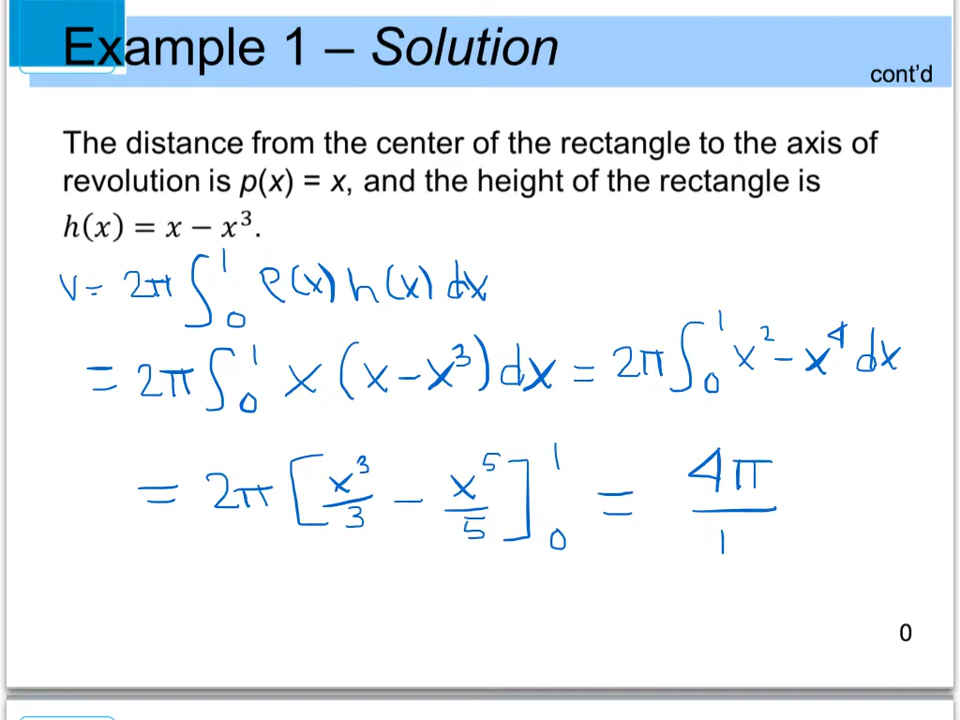 Example 1 – Solution
cont'd
The distance from the center of the rectangle to the axis of
revolution is p(x) = x, and the height of the rectangle is
h(x) = x − x³.
V = 2π ∫₀¹ p(x) h(x) dx
= 2π ∫₀¹ x (x − x³) dx = 2π ∫₀¹ x² − x⁴ dx
= 2π [x³/3 − x⁵/5]₀¹ = 4π/1
0